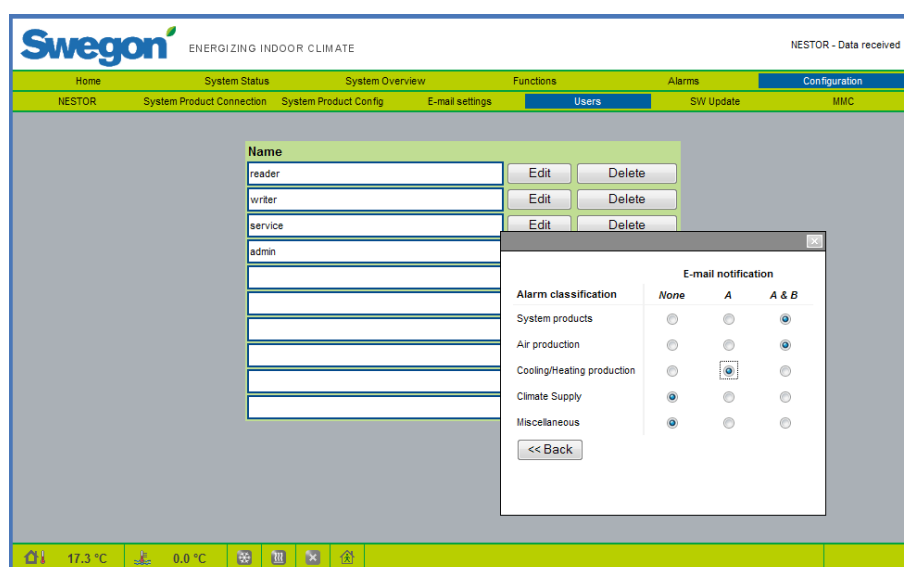 Swegon ENERGIZING INDOOR CLIMATE NESTOR - Data received
Home System Status System Overview Functions Alarms Configuration
NESTOR System Product Connection System Product Config E-mail settings Users SW Update MMC
Name
reader Edit Delete
writer Edit Delete
service Edit Delete
admin
E-mail notification
Alarm classification None A A & B
System products
Air production
Cooling/Heating production
Climate Supply
Miscellaneous
<< Back
17.3 °C 0.0 °C